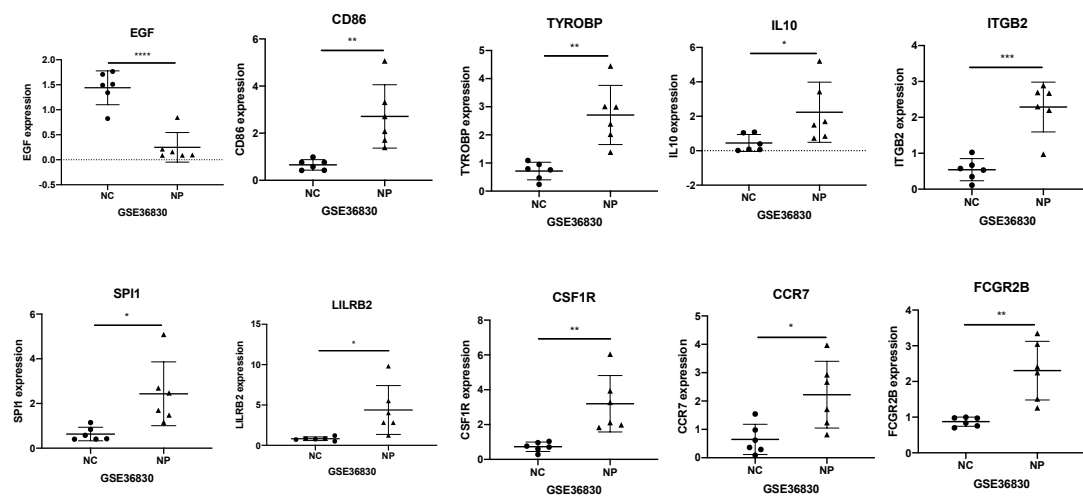 EGF
****
EGF expression
2.0
1.5
1.0
0.5
0.0
-0.5
NC NP
GSE36830
CD86
**
CD86 expression
6
4
2
0
NC NP
GSE36830
TYROBP
**
TYROBP expression
5
4
3
2
1
0
NC NP
GSE36830
IL10
*
IL10 expression
6
4
2
0
-2
NC NP
GSE36830
ITGB2
***
ITGB2 expression
4
3
2
1
0
NC NP
GSE36830
SPI1
*
SPI1 expression
6
4
2
0
NC NP
GSE36830
LILRB2
*
LILRB2 expression
15
10
5
0
NC NP
GSE36830
CSF1R
**
CSF1R expression
8
6
4
2
0
NC NP
GSE36830
CCR7
*
CCR7 expression
5
4
3
2
1
0
NC NP
GSE36830
FCGR2B
**
FCGR2B expression
4
3
2
1
0
NC NP
GSE36830